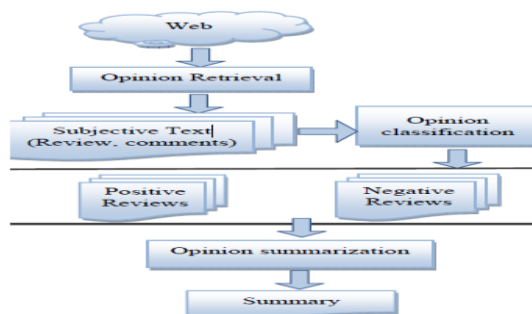 Web
Opinion Retrieval
Subjective Text
(Review, comments)
Opinion
classification
Positive
Reviews
Negative
Reviews
Opinion summarization
Summary